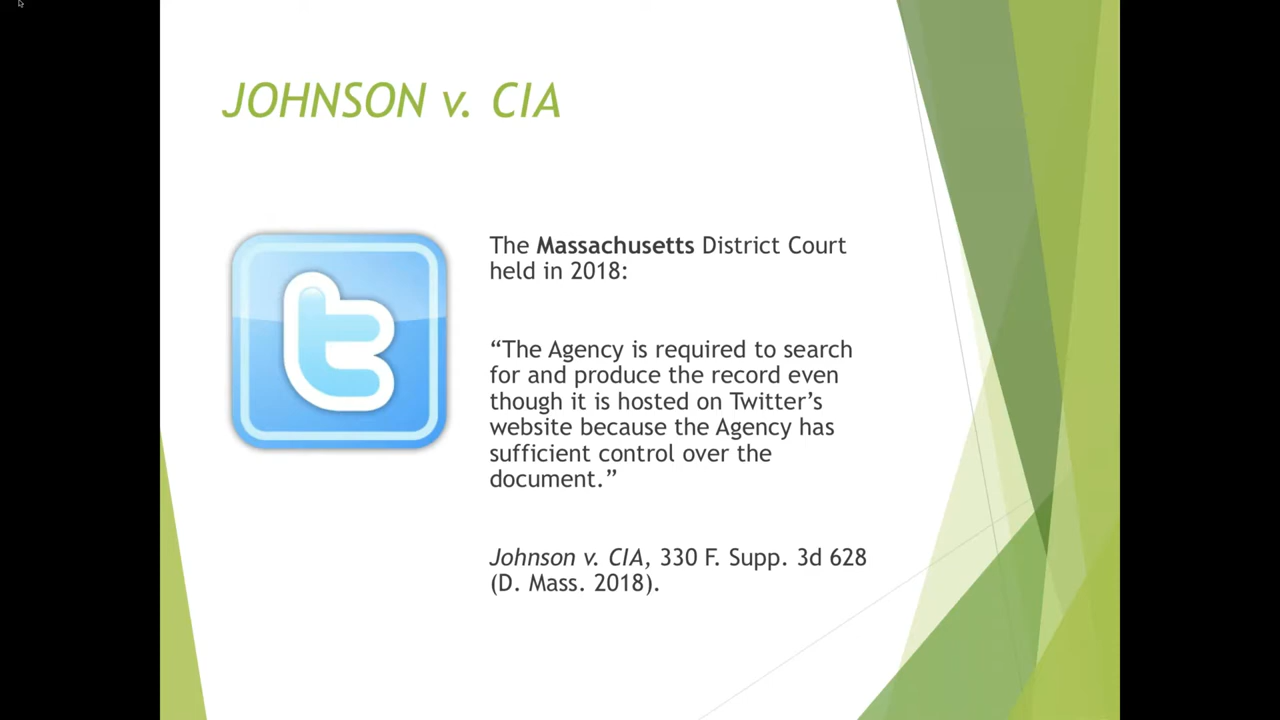 JOHNSON v. CIA
t
The Massachusetts District Court
held in 2018:
“The Agency is required to search
for and produce the record even
though it is hosted on Twitter’s
website because the Agency has
sufficient control over the
document.”
Johnson v. CIA, 330 F. Supp. 3d 628
(D. Mass. 2018).